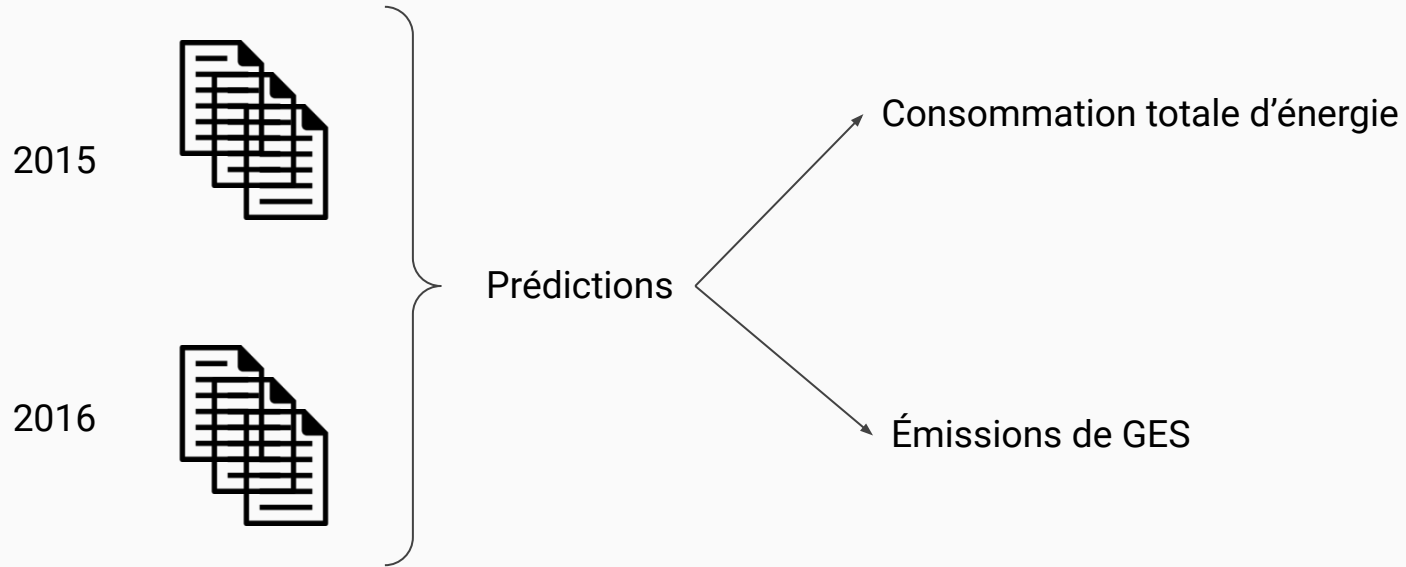 2015
2016
Prédictions
Consommation totale d’énergie
Émissions de GES